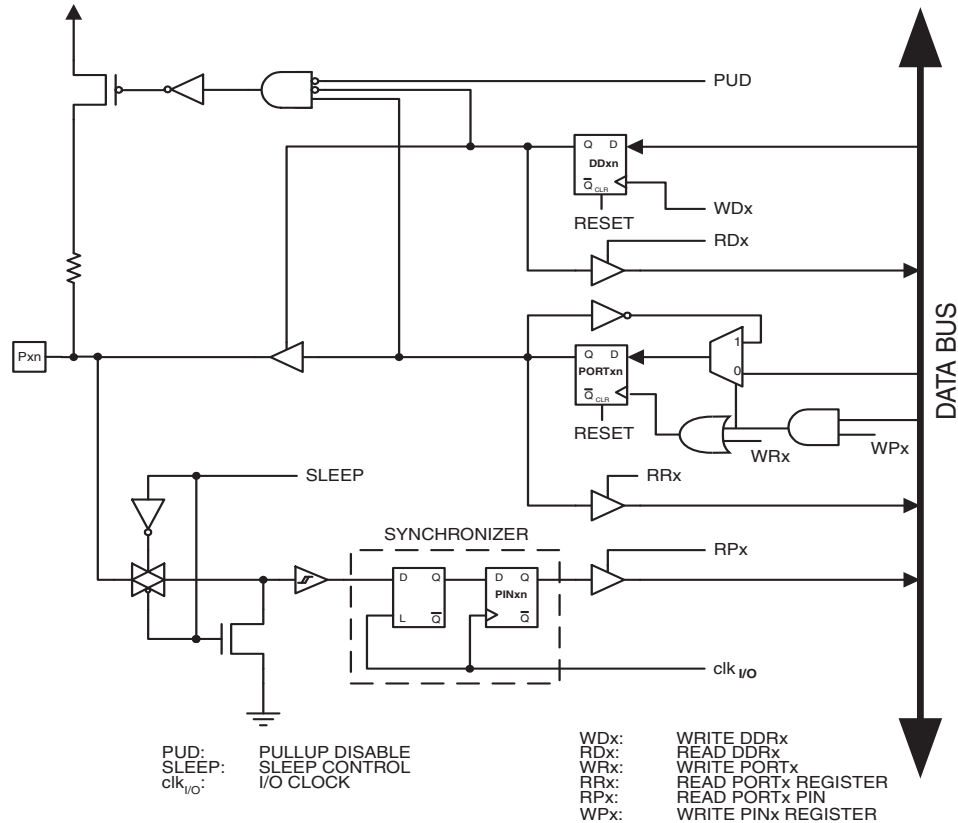 PUD
Q D
DDxn
Q CLR
WDx
RESET
RDx
Pxn
1
Q D
PORTxn
0
Q CLR
DATA BUS
RESET
WRx
WPx
SLEEP
RRx
SYNCHRONIZER
RPx
D Q
D Q
PINxn
L Q
Q
clk I/O
PUD: PULLUP DISABLE
SLEEP: SLEEP CONTROL
clkI/O: I/O CLOCK
WDx: WRITE DDRx
RDx: READ DDRx
WRx: WRITE PORTx
RRx: READ PORTx REGISTER
RPx: READ PORTx PIN
WPx: WRITE PINx REGISTER